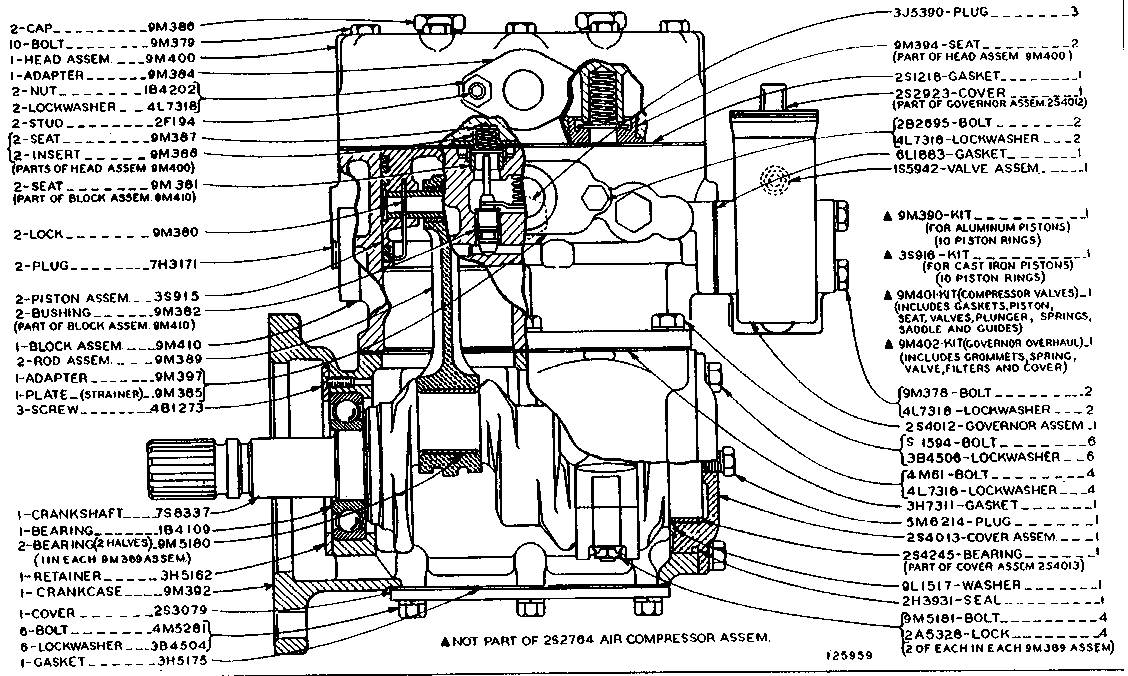 2-CAP 9M386
10-BOLT 9M379
1-HEAD ASSEM. 9M400
1-ADAPTER 9M384
2-NUT 1B4202
2-LOCKWASHER 4L7318
2-STUD 2F194
2-SEAT 9M387
2-INSERT 9M388
(PARTS OF HEAD ASSEM 9M400)
2-SEAT 9M381
(PART OF BLOCK ASSEM. 9M410)
2-LOCK 9M380
2-PLUG 7H3171
2-PISTON ASSEM. 3S915
2-BUSHING 9M382
(PART OF BLOCK ASSEM. 9M410)
1-BLOCK ASSEM. 9M410
2-ROD ASSEM. 9M389
1-ADAPTER 9M397
1-PLATE (STRAINER) 9M385
3-SCREW 4B1273
1-CRANKSHAFT 7S8337
1-BEARING 1B4109
2-BEARING (2 HALVES) 9M5180
(1 IN EACH 9M389 ASSEM.)
1-RETAINER 3H5162
1-CRANKCASE 9M392
1-COVER 2S3079
6-BOLT 4M5281
6-LOCKWASHER 3B4504
1-GASKET 3H5175
3J5390-PLUG 3
9M394-SEAT 2
(PART OF HEAD ASSEM 9M400)
2S1218-GASKET 1
2S2923-COVER 1
(PART OF GOVERNOR ASSEM. 2S4012)
2B2695-BOLT 2
4L7318-LOCKWASHER 2
6L1883-GASKET 1
1S5942-VALVE ASSEM. 1
▲ 9M390-KIT 1
(FOR ALUMINUM PISTONS)
(10 PISTON RINGS)
▲ 3S916-KIT 1
(FOR CAST IRON PISTONS)
(10 PISTON RINGS)
▲ 9M401-KIT (COMPRESSOR VALVES) 1
(INCLUDES GASKETS, PISTON,
SEAT, VALVES, PLUNGER, SPRINGS,
SADDLE AND GUIDES)
▲ 9M402-KIT (GOVERNOR OVERHAUL) 1
(INCLUDES GROMMETS, SPRING,
VALVE, FILTERS AND COVER)
9M378-BOLT 2
4L7318-LOCKWASHER 2
2S4012-GOVERNOR ASSEM. 1
S 1594-BOLT 6
3B4506-LOCKWASHER 6
4M61-BOLT 4
4L7318-LOCKWASHER 4
3H7311-GASKET 1
5M6214-PLUG 1
2S4013-COVER ASSEM. 1
2S4245-BEARING 1
(PART OF COVER ASSEM 2S4013)
9L1517-WASHER 1
2H3931-SEAL 1
9M5181-BOLT 4
2A5328-LOCK 4
(2 OF EACH IN EACH 9M389 ASSEM)
▲ NOT PART OF 2S2764 AIR COMPRESSOR ASSEM.
125959